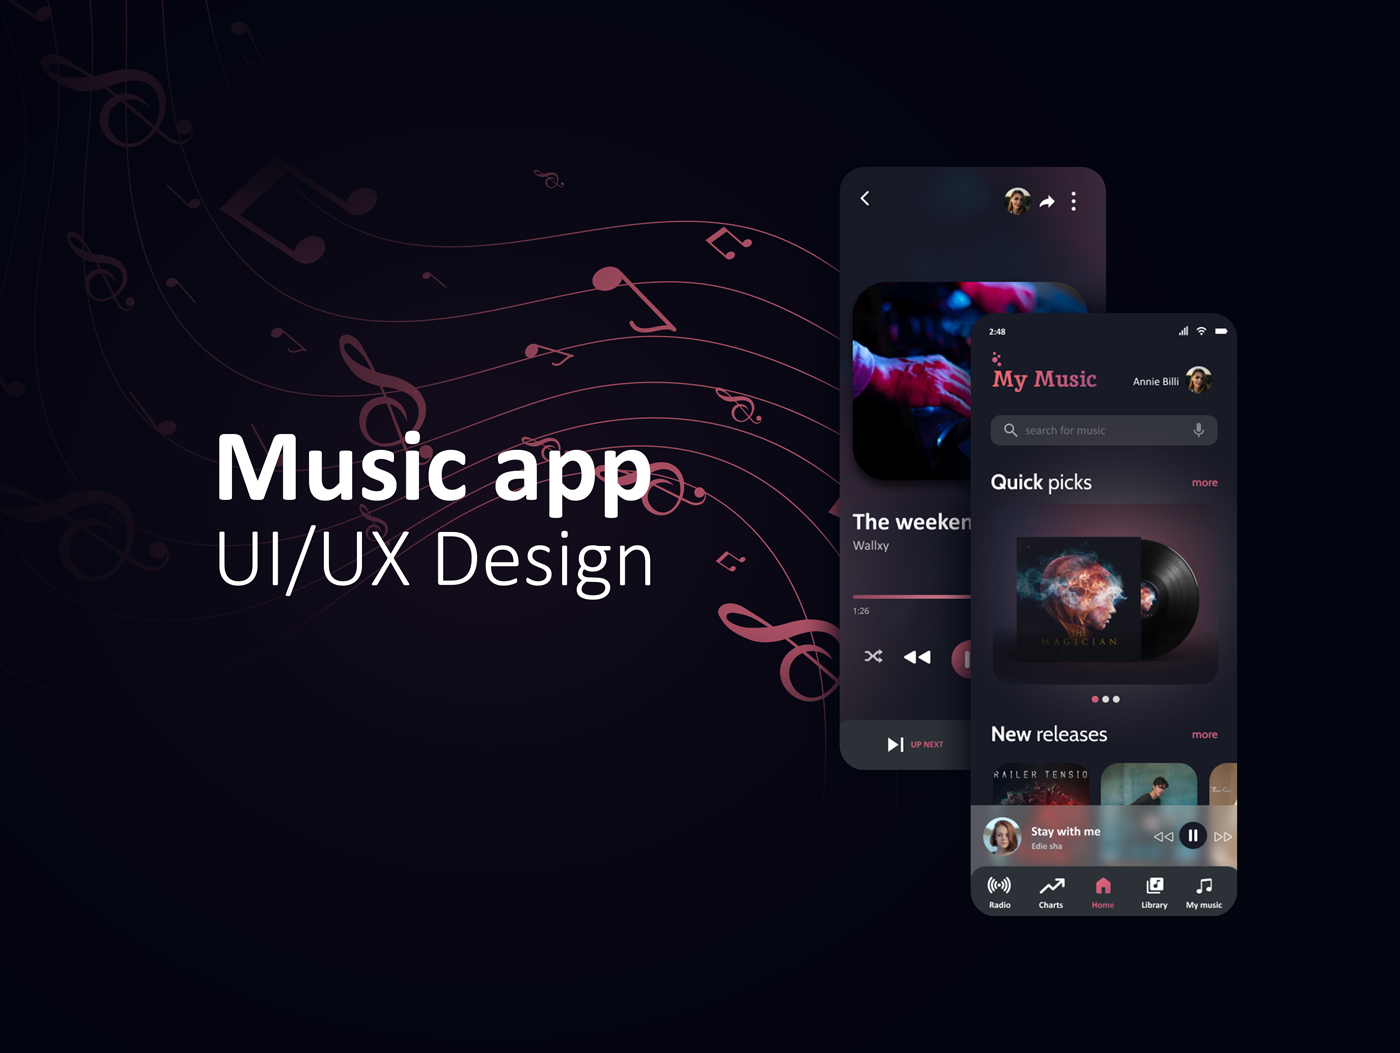 Music app
UI/UX Design
The weeken
Wallxy
1:26
UP NEXT
2:48
My Music
Annie Billi
search for music
Quick picks
more
THE
MAGICIAN
New releases
more
RAILER TENSIO
Stay with me
Edie sha
Radio
Charts
Home
Library
My music